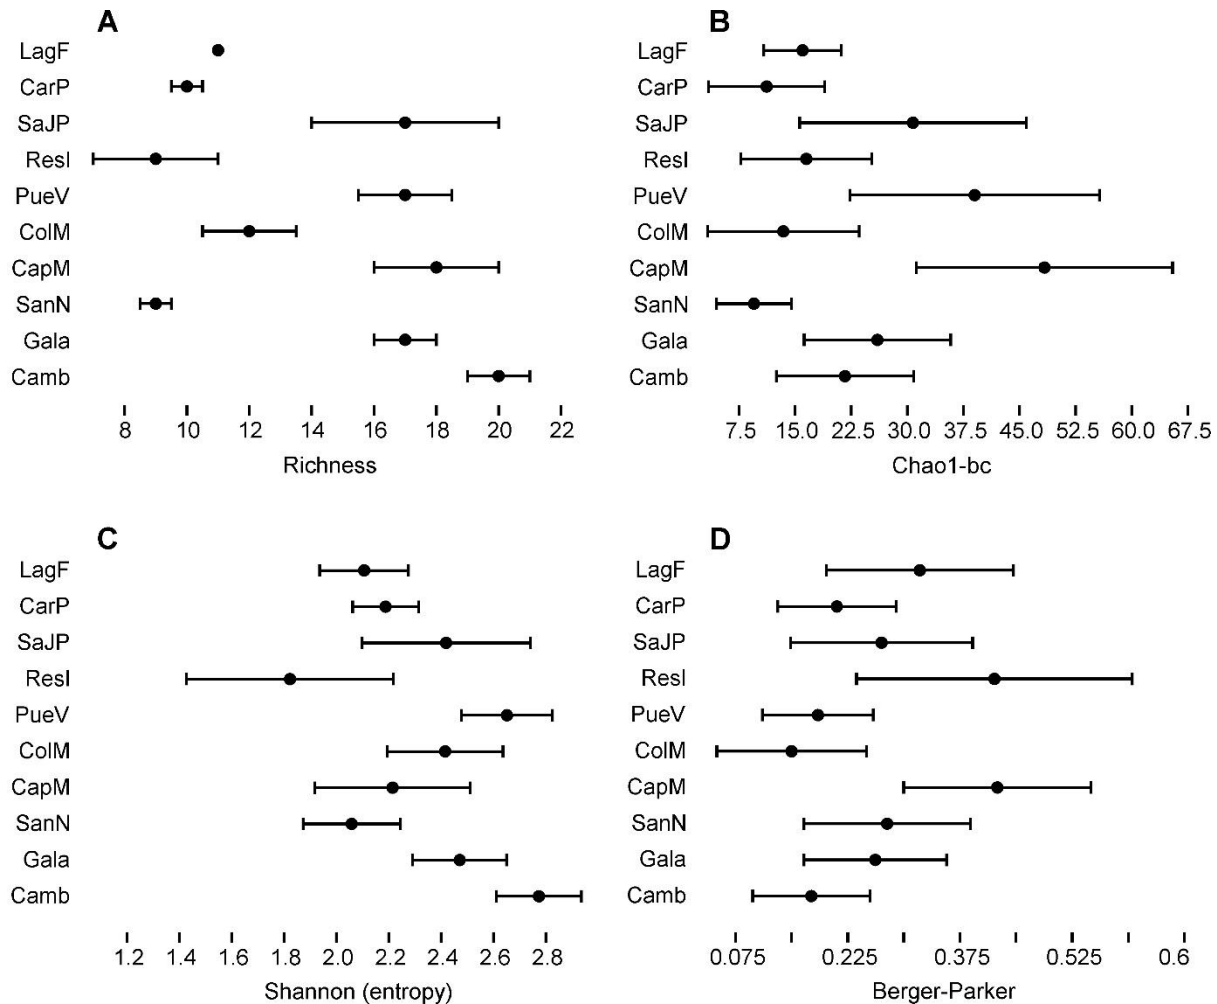 A
LagF
CarP
SaJP
ResI
PueV
ColM
CapM
SanN
Gala
Camb
8 10 12 14 16 18 20 22
Richness
B
LagF
CarP
SaJP
ResI
PueV
ColM
CapM
SanN
Gala
Camb
7.5 15.0 22.5 30.0 37.5 45.0 52.5 60.0 67.5
Chao1-bc
C
LagF
CarP
SaJP
ResI
PueV
ColM
CapM
SanN
Gala
Camb
1.2 1.4 1.6 1.8 2.0 2.2 2.4 2.6 2.8
Shannon (entropy)
D
LagF
CarP
SaJP
ResI
PueV
ColM
CapM
SanN
Gala
Camb
0.075 0.225 0.375 0.525 0.6
Berger-Parker